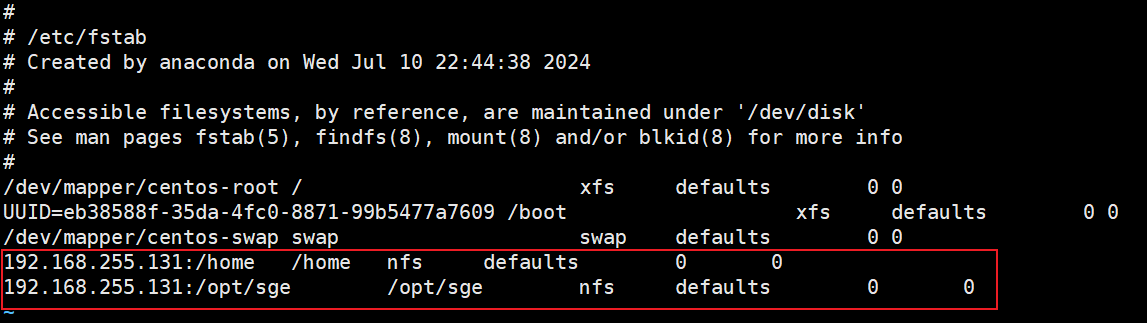 #
# /etc/fstab
# Created by anaconda on Wed Jul 10 22:44:38 2024
#
# Accessible filesystems, by reference, are maintained under '/dev/disk'
# See man pages fstab(5), findfs(8), mount(8) and/or blkid(8) for more info
#
/dev/mapper/centos-root /                       xfs     defaults        0 0
UUID=eb38588f-35da-4fc0-8871-99b5477a7609 /boot                   xfs     defaults        0 0
/dev/mapper/centos-swap swap                    swap    defaults        0 0
192.168.255.131:/home   /home   nfs     defaults        0       0
192.168.255.131:/opt/sge        /opt/sge        nfs     defaults        0       0
~